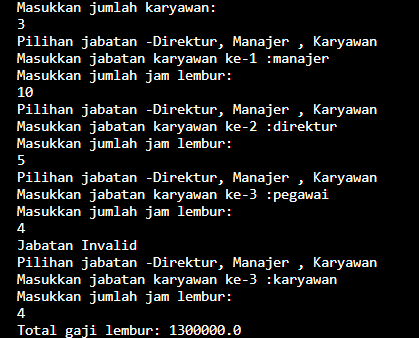 Masukkan jumlah karyawan:
3
Pilihan jabatan -Direktur, Manajer , Karyawan
Masukkan jabatan karyawan ke-1 :manajer
Masukkan jumlah jam lembur:
10
Pilihan jabatan -Direktur, Manajer , Karyawan
Masukkan jabatan karyawan ke-2 :direktur
Masukkan jumlah jam lembur:
5
Pilihan jabatan -Direktur, Manajer , Karyawan
Masukkan jabatan karyawan ke-3 :pegawai
Masukkan jumlah jam lembur:
4
Jabatan Invalid
Pilihan jabatan -Direktur, Manajer , Karyawan
Masukkan jabatan karyawan ke-3 :karyawan
Masukkan jumlah jam lembur:
4
Total gaji lembur: 1300000.0